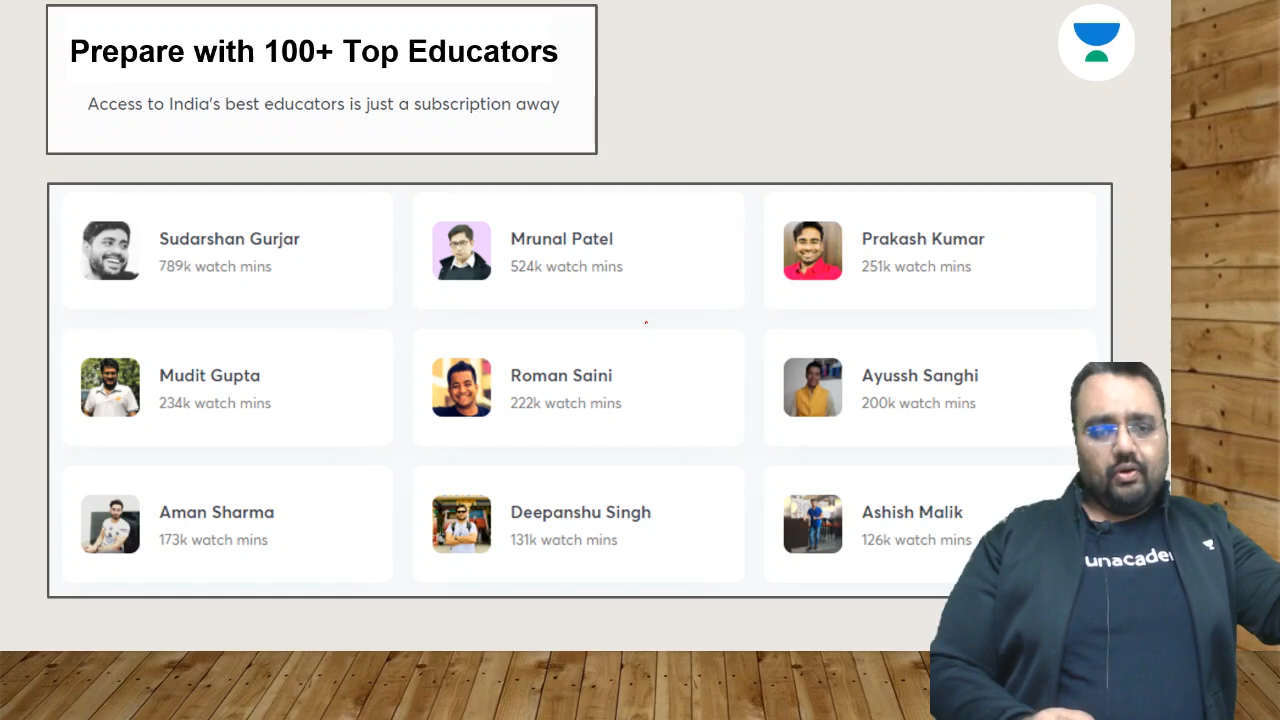 Prepare with 100+ Top Educators
Access to India's best educators is just a subscription away
Sudarshan Gurjar
789k watch mins
Mrunal Patel
524k watch mins
Prakash Kumar
251k watch mins
Mudit Gupta
234k watch mins
Roman Saini
222k watch mins
Ayussh Sanghi
200k watch mins
Aman Sharma
173k watch mins
Deepanshu Singh
131k watch mins
Ashish Malik
126k watch mins
unacade